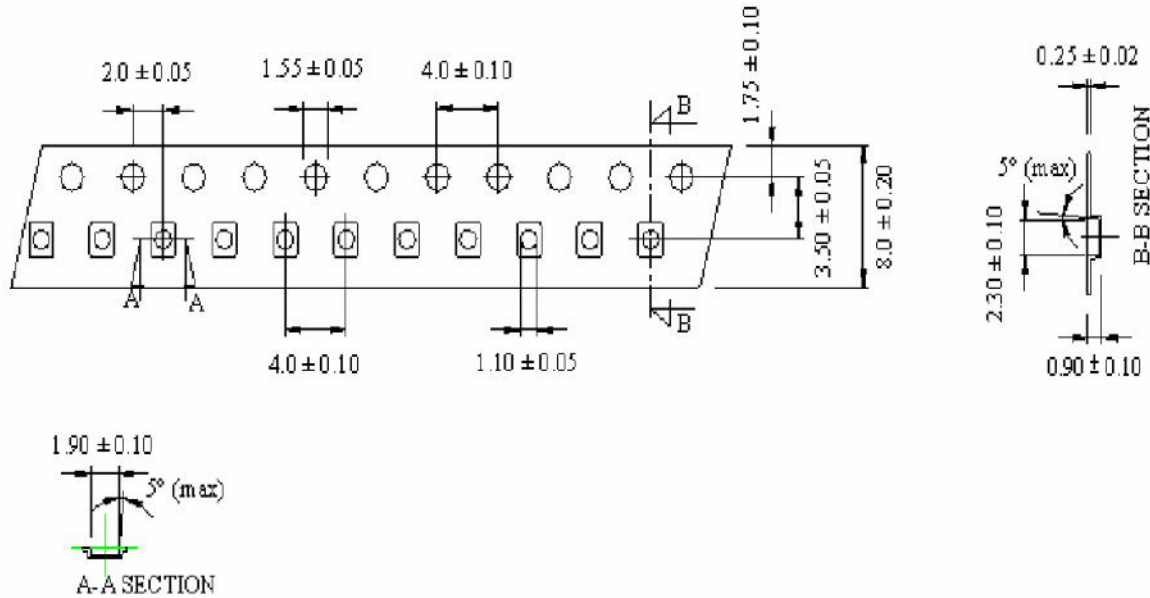 2.0 ±0.05
1.55 ±0.05
4.0 ±0.10
1.75 ±0.10
0.25 ±0.02
B
5° (max)
B-B SECTION
3.50 ±0.05
8.0 ±0.20
2.30 ±0.10
A
A
B
4.0 ±0.10
1.10 ±0.05
0.90 ±0.10
1.90 ±0.10
5° (max)
A-A SECTION